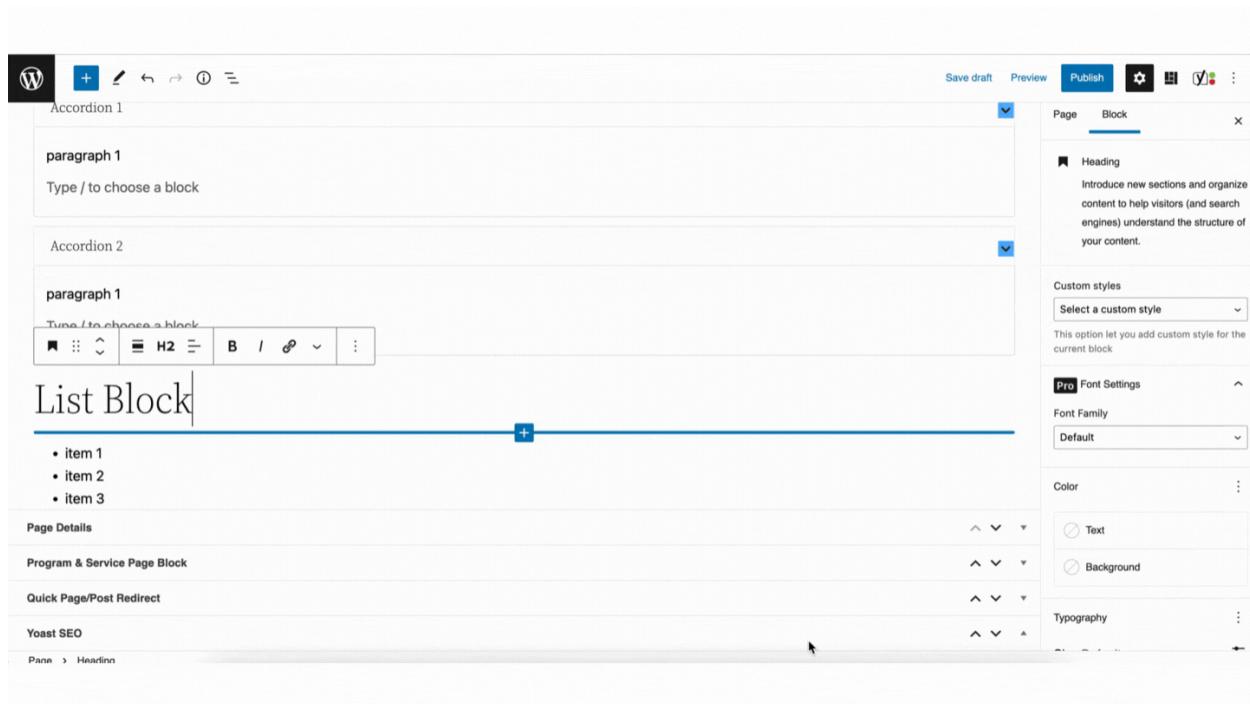 Save draft Preview Publish
Accordion 1
paragraph 1
Type / to choose a block
Accordion 2
paragraph 1
Type / to choose a block
H2 B I
List Block
• item 1
• item 2
• item 3
Page Details
Program & Service Page Block
Quick Page/Post Redirect
Yoast SEO
Page > Heading
Page Block
Heading
Introduce new sections and organize
content to help visitors (and search
engines) understand the structure of
your content.
Custom styles
Select a custom style
This option let you add custom style for the
current block
Pro Font Settings
Font Family
Default
Color
Text
Background
Typography